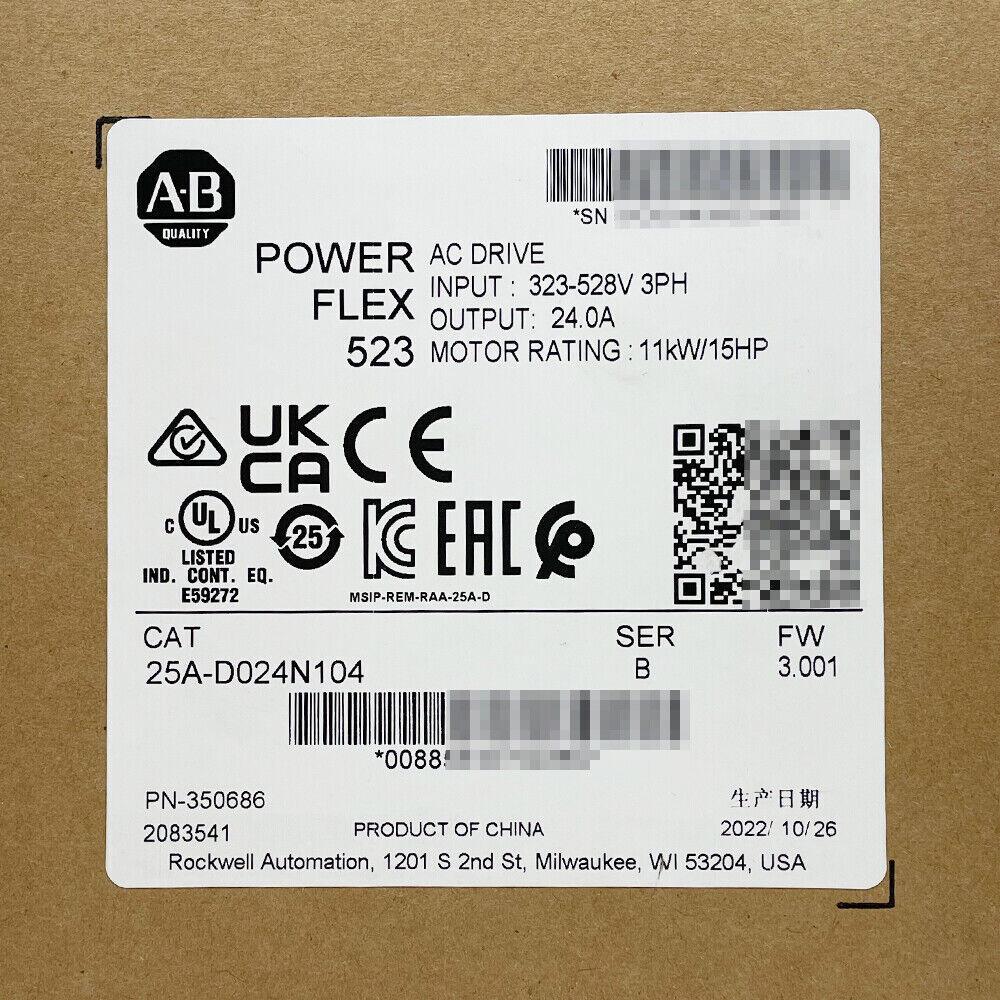 A-B
QUALITY
*SN
POWER
FLEX
523
AC DRIVE
INPUT : 323-528V 3PH
OUTPUT: 24.0A
MOTOR RATING : 11kW/15HP
UK
CA
CE
C UL US
LISTED
IND. CONT. EQ.
E59272
25
KC
EAC
MSIP-REM-RAA-25A-D
CAT
25A-D024N104
SER
B
FW
3.001
*0088
PN-350686
2083541
PRODUCT OF CHINA
生产日期
2022/ 10/26
Rockwell Automation, 1201 S 2nd St, Milwaukee, WI 53204, USA